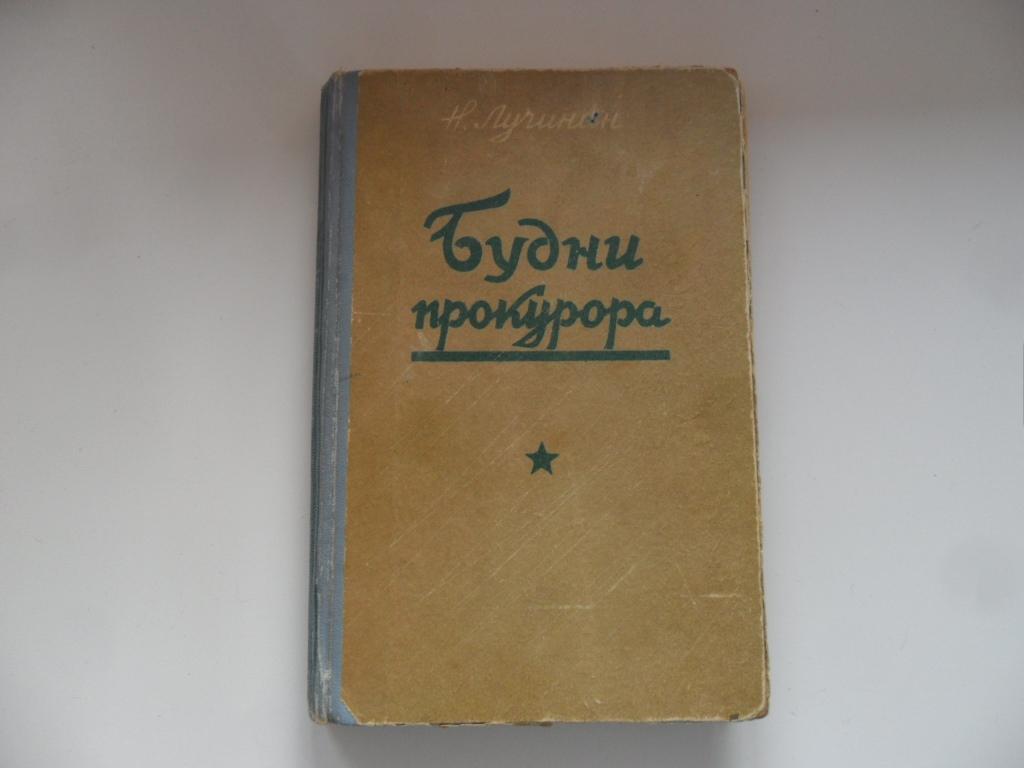 Н. Лучинин
Будни
прокурора